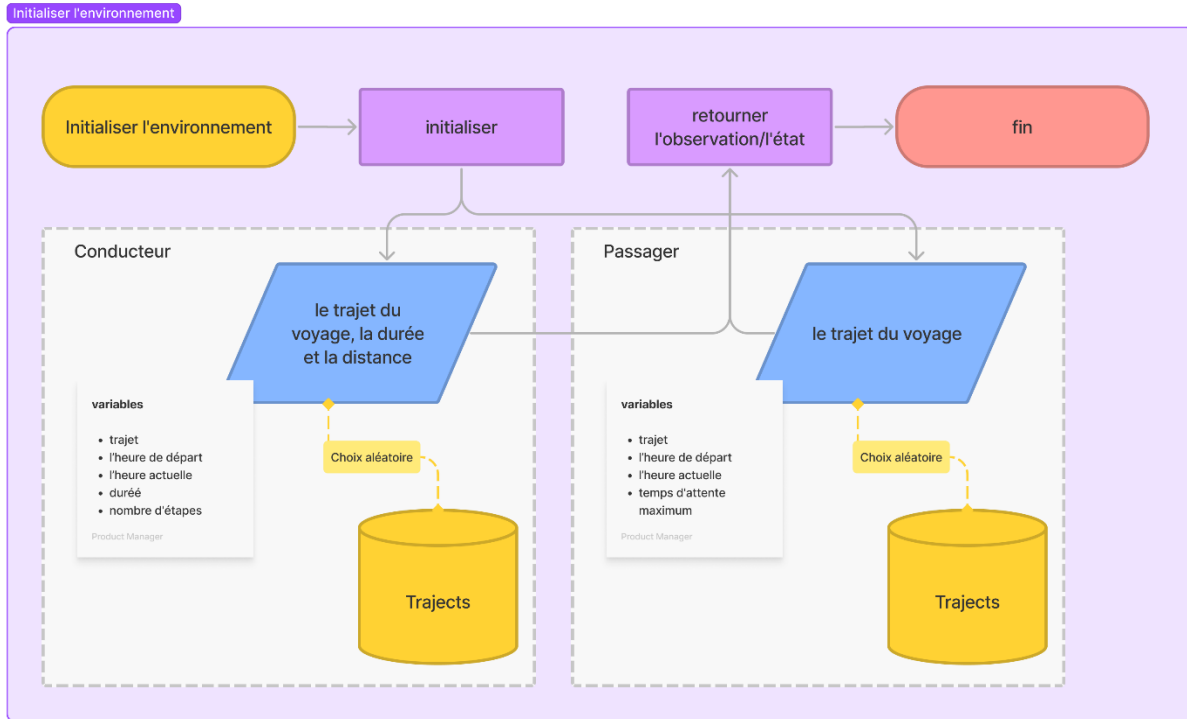 Initialiser l'environnement
Initialiser l'environnement
initialiser
retourner
l'observation/l'état
fin
Conducteur
le trajet du
voyage, la durée
et la distance
variables
• trajet
• l'heure de départ
• l'heure actuelle
• duréé
• nombre d'étapes
Product Manager
Choix aléatoire
Trajects
Passager
le trajet du voyage
variables
• trajet
• l'heure de départ
• l'heure actuelle
• temps d'attente
maximum
Product Manager
Choix aléatoire
Trajects